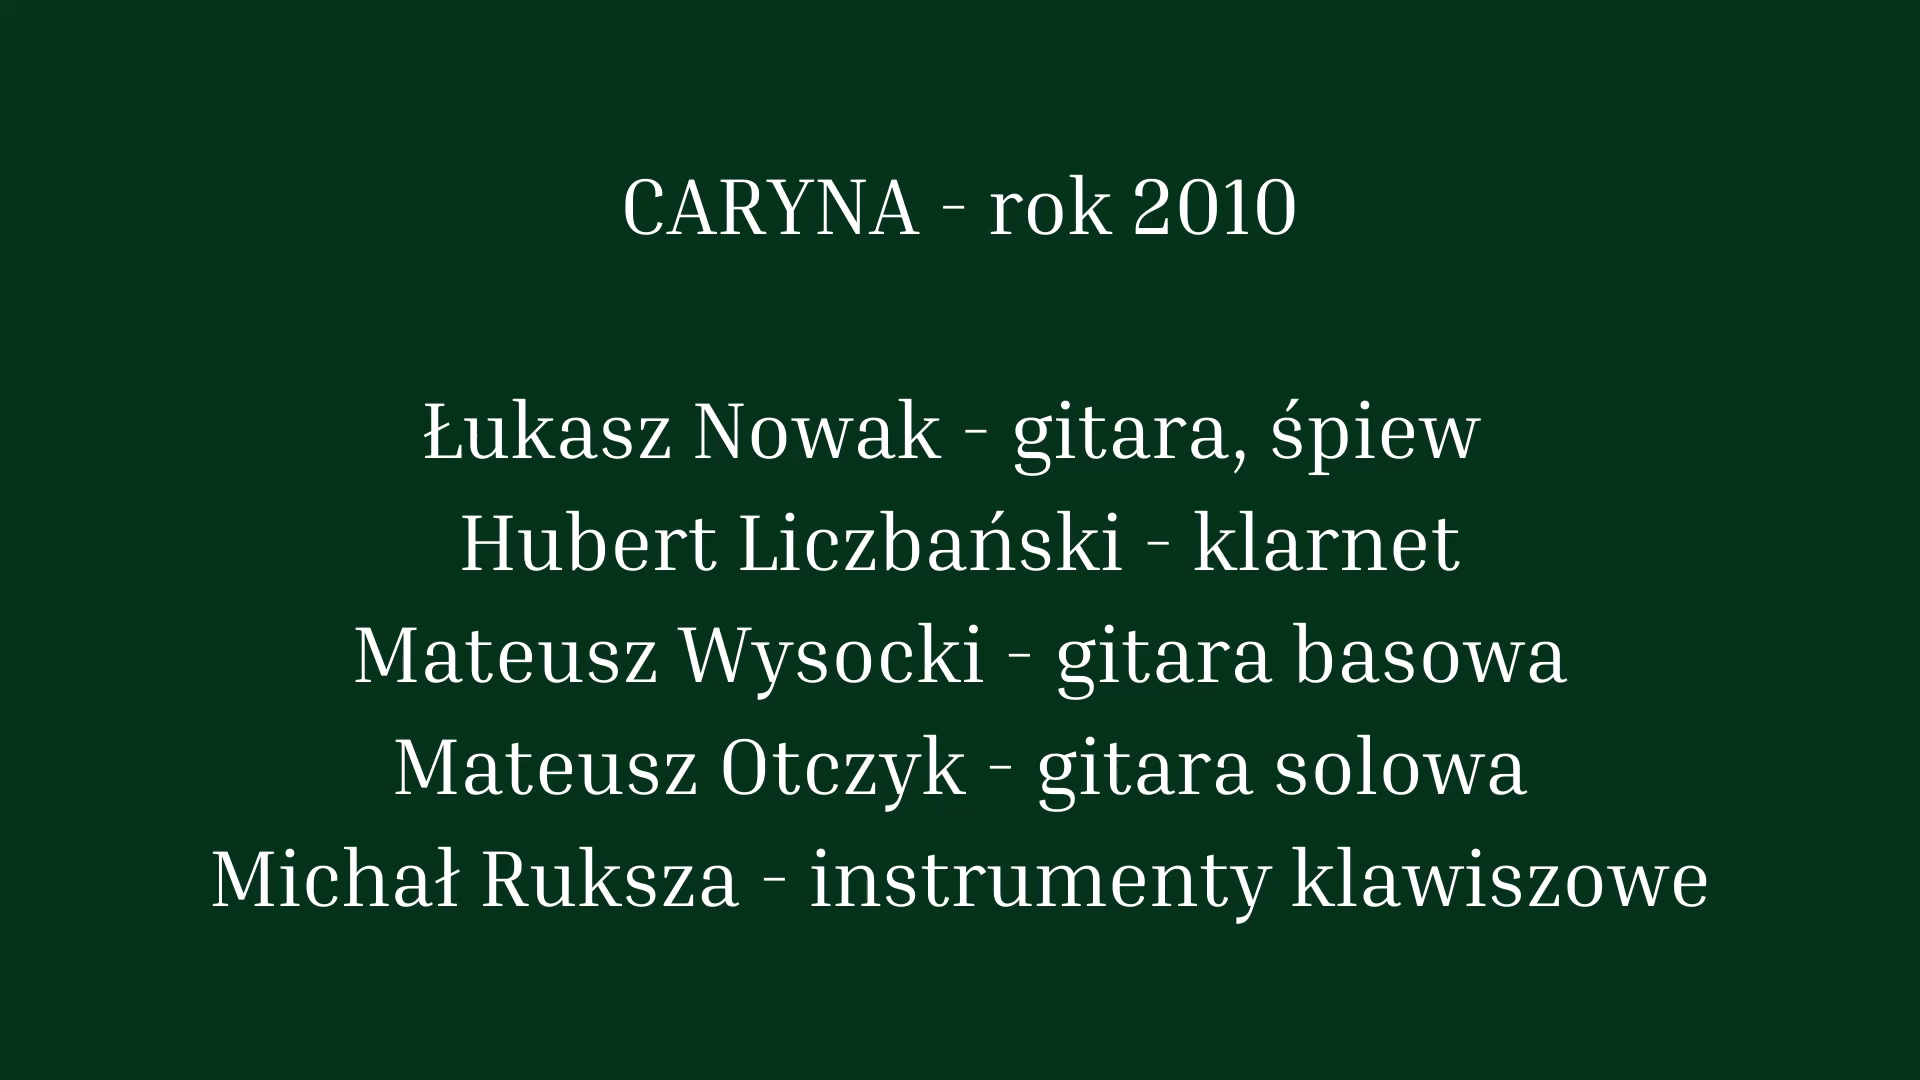 CARYNA - rok 2010
Łukasz Nowak - gitara, śpiew
Hubert Liczbański - klarnet
Mateusz Wysocki - gitara basowa
Mateusz Otczyk - gitara solowa
Michał Ruksza - instrumenty klawiszowe